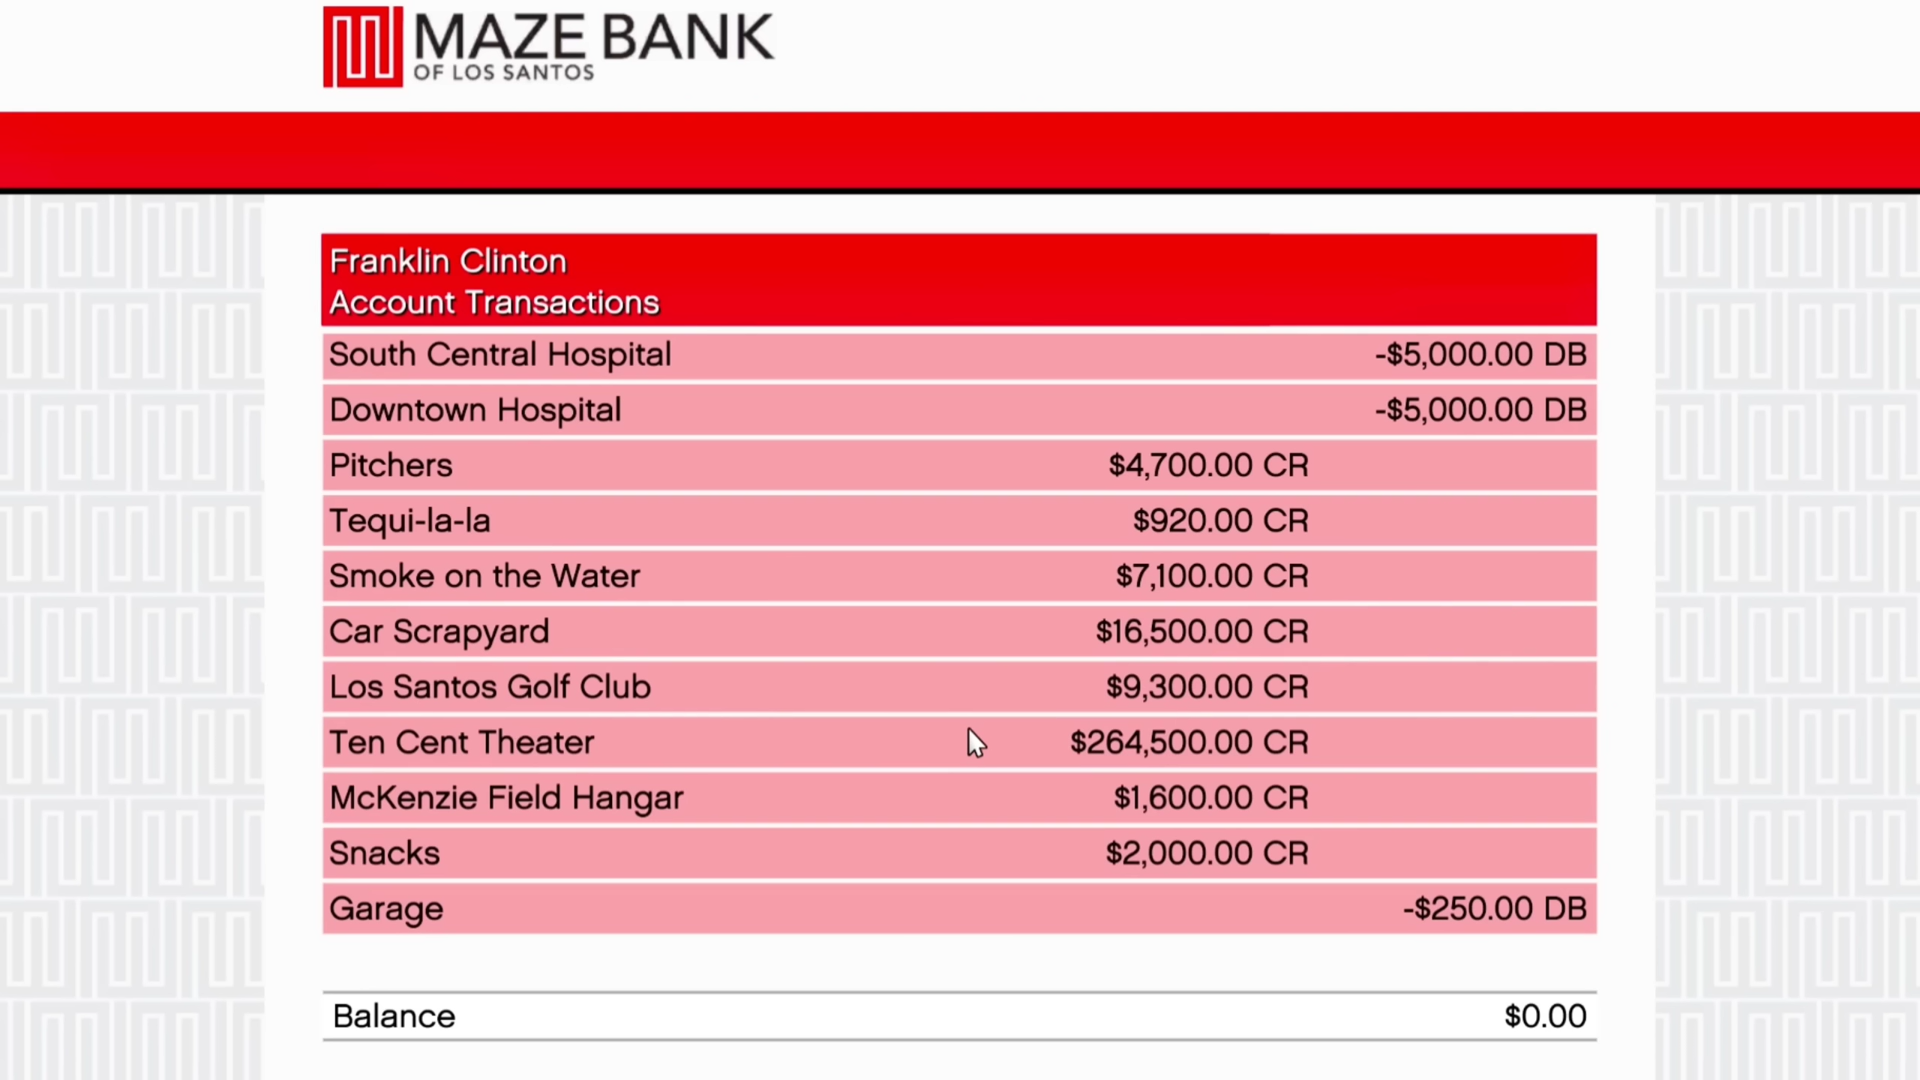 MAZE BANK
OF LOS SANTOS
Franklin Clinton
Account Transactions
South Central Hospital -$5,000.00 DB
Downtown Hospital -$5,000.00 DB
Pitchers $4,700.00 CR
Tequi-la-la $920.00 CR
Smoke on the Water $7,100.00 CR
Car Scrapyard $16,500.00 CR
Los Santos Golf Club $9,300.00 CR
Ten Cent Theater $264,500.00 CR
McKenzie Field Hangar $1,600.00 CR
Snacks $2,000.00 CR
Garage -$250.00 DB
Balance $0.00